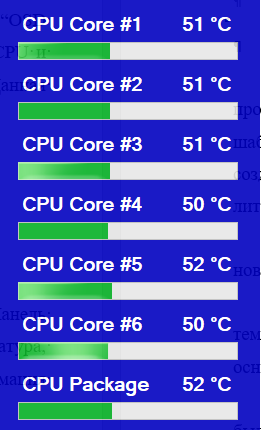 CPU Core #1 51 °C
CPU Core #2 51 °C
CPU Core #3 51 °C
CPU Core #4 50 °C
CPU Core #5 52 °C
CPU Core #6 50 °C
CPU Package 52 °C